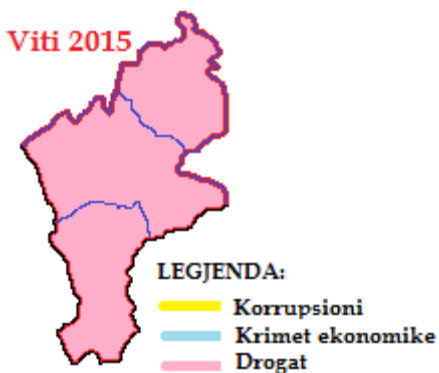 Viti 2015
LEGJENDA:
Korrupsioni
Krimet ekonomike
Drogat